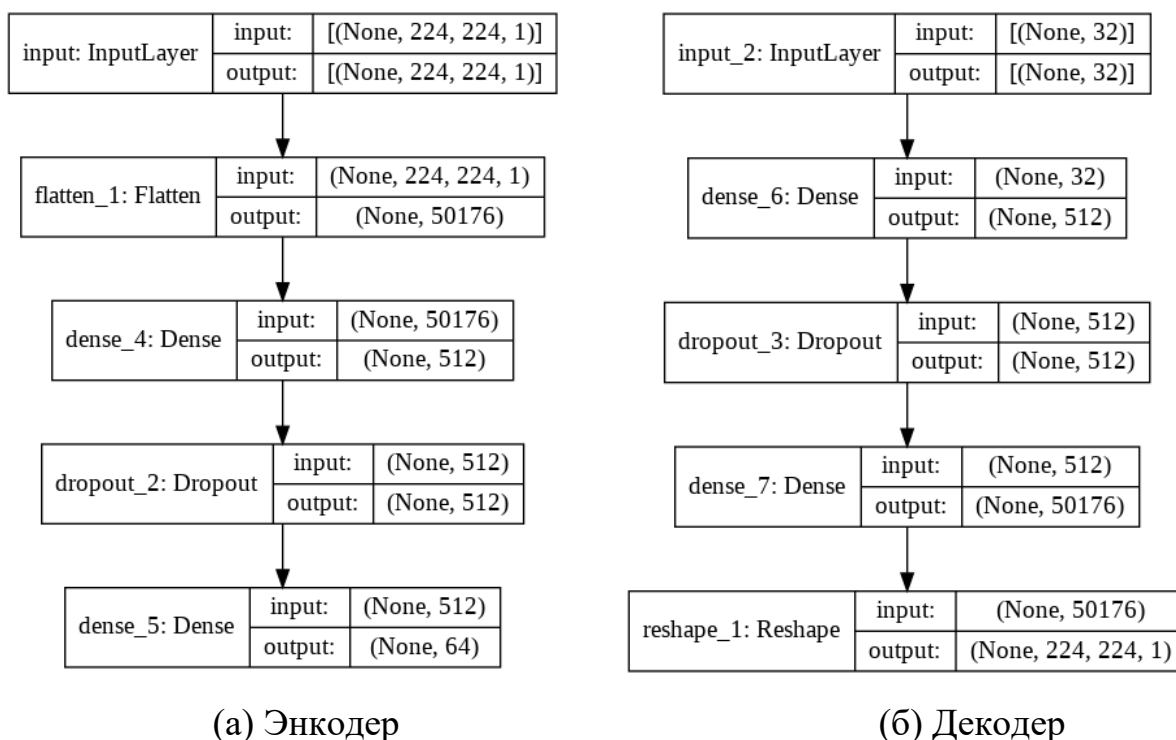 input: InputLayer
input: [(None, 224, 224, 1)]
output: [(None, 224, 224, 1)]
flatten_1: Flatten
input: (None, 224, 224, 1)
output: (None, 50176)
dense_4: Dense
input: (None, 50176)
output: (None, 512)
dropout_2: Dropout
input: (None, 512)
output: (None, 512)
dense_5: Dense
input: (None, 512)
output: (None, 64)
(а) Энкодер
input_2: InputLayer
input: [(None, 32)]
output: [(None, 32)]
dense_6: Dense
input: (None, 32)
output: (None, 512)
dropout_3: Dropout
input: (None, 512)
output: (None, 512)
dense_7: Dense
input: (None, 512)
output: (None, 50176)
reshape_1: Reshape
input: (None, 50176)
output: (None, 224, 224, 1)
(б) Декодер